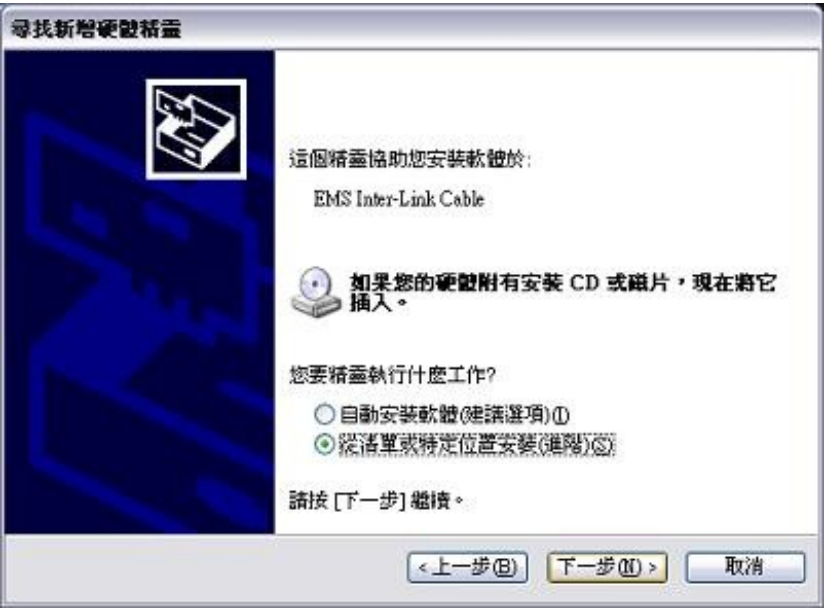 尋找新增硬體精靈
這個精靈協助您安裝軟體於:
EMS Inter-Link Cable
如果您的硬體附有安裝 CD 或磁片，現在將它
插入。
您要精靈執行什麼工作?
自動安裝軟體(建議選項)(I)
從清單或特定位置安裝(進階)(S)
請按 [下一步] 繼續。
<上一步(B) 下一步(N)> 取消